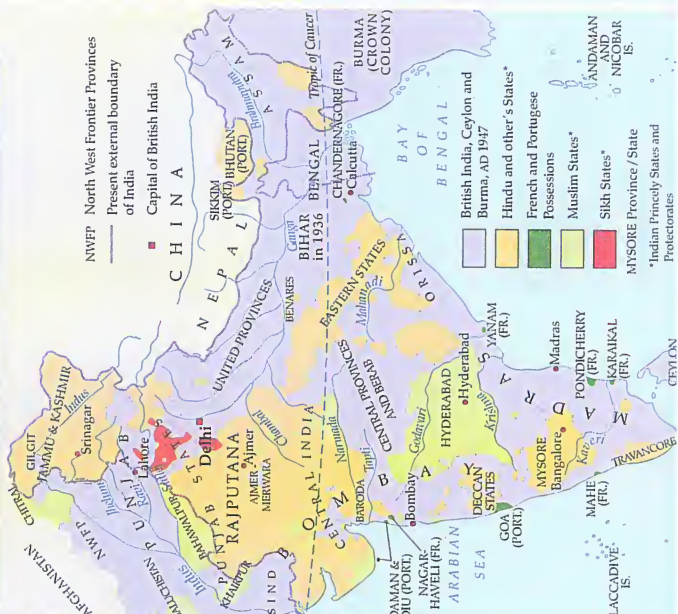 NWFP North West Frontier Provinces
Present external boundary
of India
Capital of British India
AFGHANISTAN
CHITRAL
GILGIT
JAMMU & KASHMIR
Indus
Srinagar
NWFP
Jhelum
PUNJAB
Lahore
Ravi
Sutlej
BALUCHISTAN
BAHAWALPUR
PUNJAB STATES
Indus
KHAIRPUR
SIND
Delhi
RAJPUTANA
Ajmer
AJMER-
MERWARA
Chambal
CHINA
NEPAL
SIKKIM
(PORT)
BHUTAN
(PORT)
Brahmaputra
ASSAM
UNITED PROVINCES
BENARES
Ganga
BIHAR
in 1936
BENGAL
Tropic of Caucer
CHANDERNAGORE (FR.)
Calcutta
BURMA
(CROWN
COLONY)
CENTRAL INDIA
Narmada
BARODA
Tapti
CENTRAL PROVINCES
AND BERAR
EASTERN STATES
Mahanadi
ORISSA
BAY
OF
BENGAL
ANDAMAN
AND
NICOBAR
IS.
DAMAN &
DIU (PORT)
NAGAR-
HAVELI (FR.)
BOMBAY
Bombay
Godavari
HYDERABAD
Hyderabad
Krishna
YANAM
(FR.)
ARABIAN
SEA
DECCAN
STATES
GOA
(PORT.)
MADRAS
MYSORE
Bangalore
Madras
PONDICHERRY
(FR.)
KARAIKAL
(FR.)
Kaveri
MAHE
(FR.)
TRAVANCORE
LACCADIVE
IS.
CEYLON
British India, Ceylon and
Burma, AD 1947
Hindu and other's States*
French and Portugese
Possessions
Muslim States*
Sikh States*
MYSORE Province/State
*Indian Princely States and
Protectorates